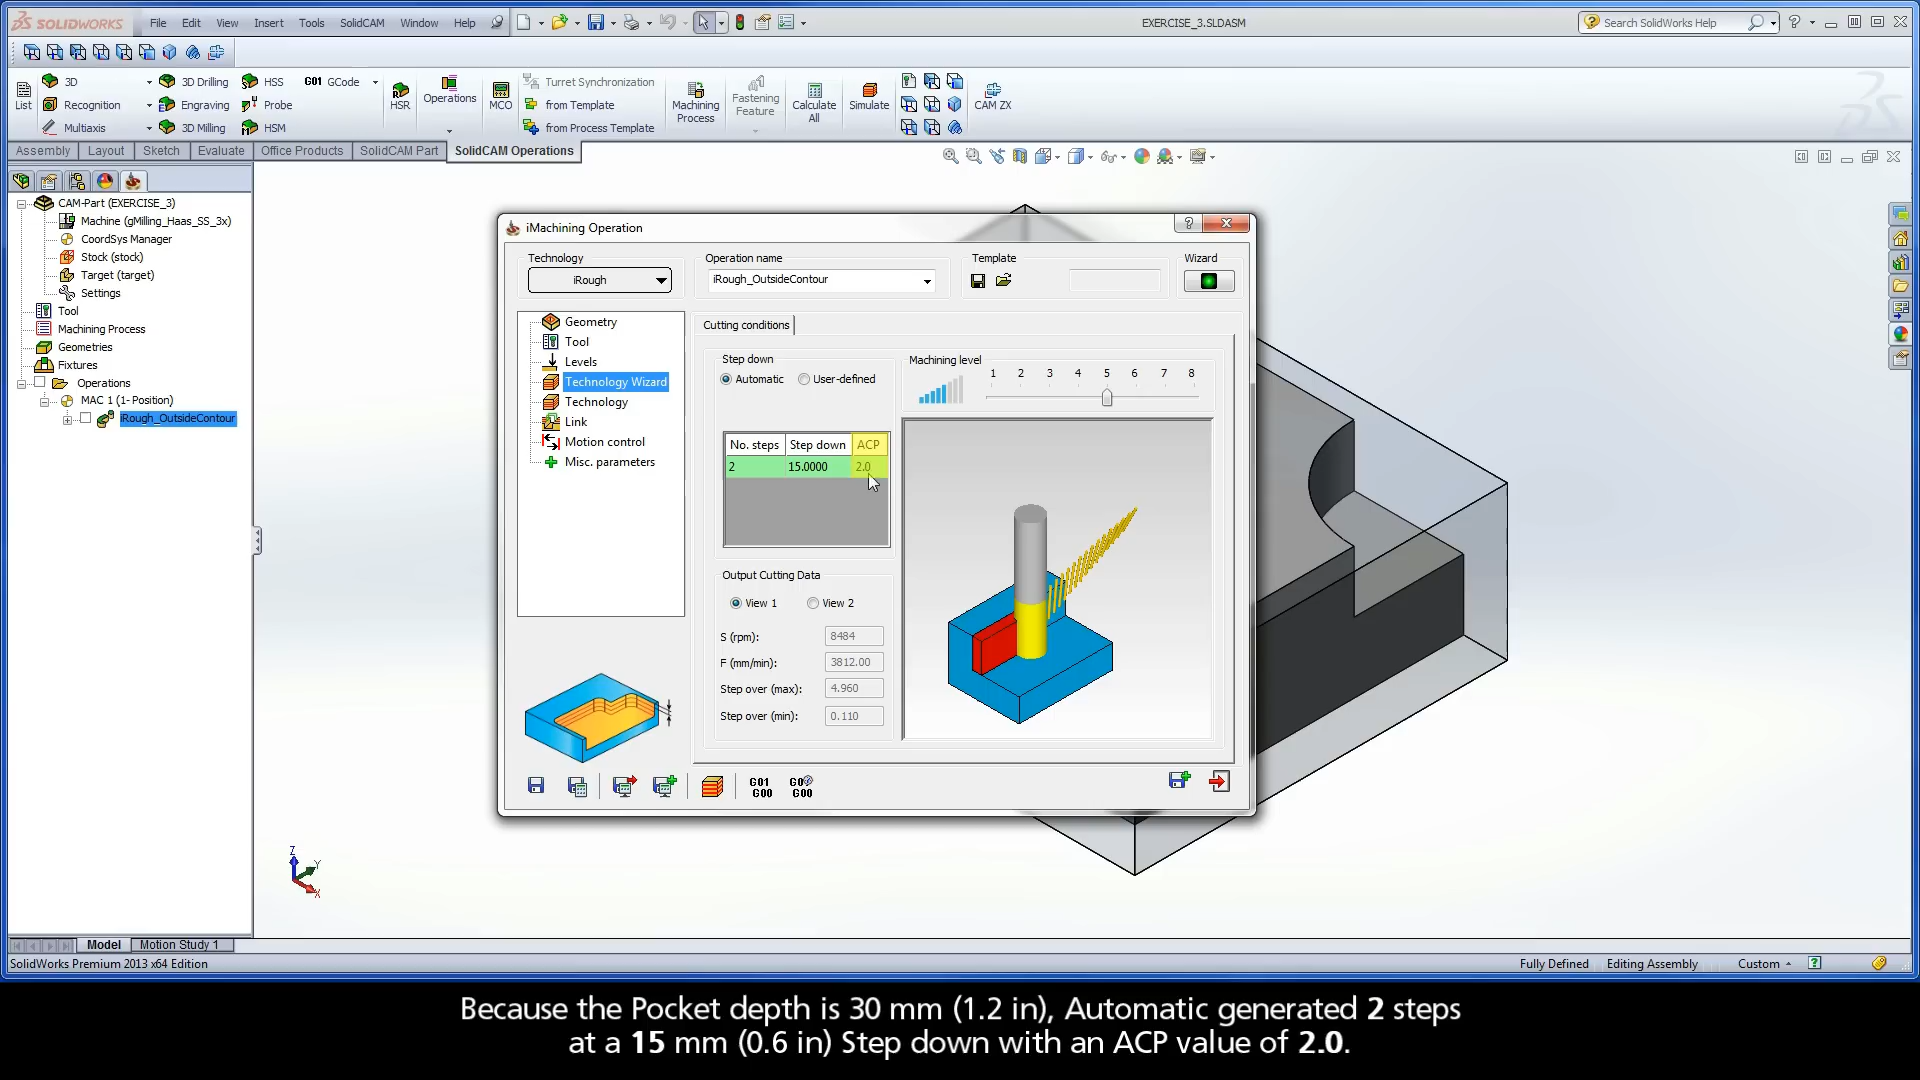 SOLIDWORKS File Edit View Insert Tools SolidCAM Window Help EXERCISE_3.SLDASM Search SolidWorks Help
3D 3D Drilling HSS G01 GCode Turret Synchronization
List Recognition Engraving Probe HSR Operations MCO from Template Machining Process Fastening Feature Calculate All Simulate CAM ZX
Multiaxis 3D Milling HSM from Process Template
Assembly Layout Sketch Evaluate Office Products SolidCAM Part SolidCAM Operations
CAM-Part (EXERCISE_3)
Machine (gMilling_Haas_SS_3x)
CoordSys Manager
Stock (stock)
Target (target)
Settings
Tool
Machining Process
Geometries
Fixtures
Operations
MAC 1 (1- Position)
iRough_OutsideContour
iMachining Operation
Technology Operation name Template Wizard
iRough iRough_OutsideContour
Geometry
Tool
Levels
Technology Wizard
Technology
Link
Motion control
Misc. parameters
Cutting conditions
Step down Machining level
Automatic User-defined 1 2 3 4 5 6 7 8
No. steps Step down ACP
2 15.0000 2.0
Output Cutting Data
View 1 View 2
S (rpm): 8484
F (mm/min): 3812.00
Step over (max): 4.960
Step over (min): 0.110
G01 G00
Z Y X
Model Motion Study 1
SolidWorks Premium 2013 x64 Edition Fully Defined Editing Assembly Custom
Because the Pocket depth is 30 mm (1.2 in), Automatic generated 2 steps
at a 15 mm (0.6 in) Step down with an ACP value of 2.0.